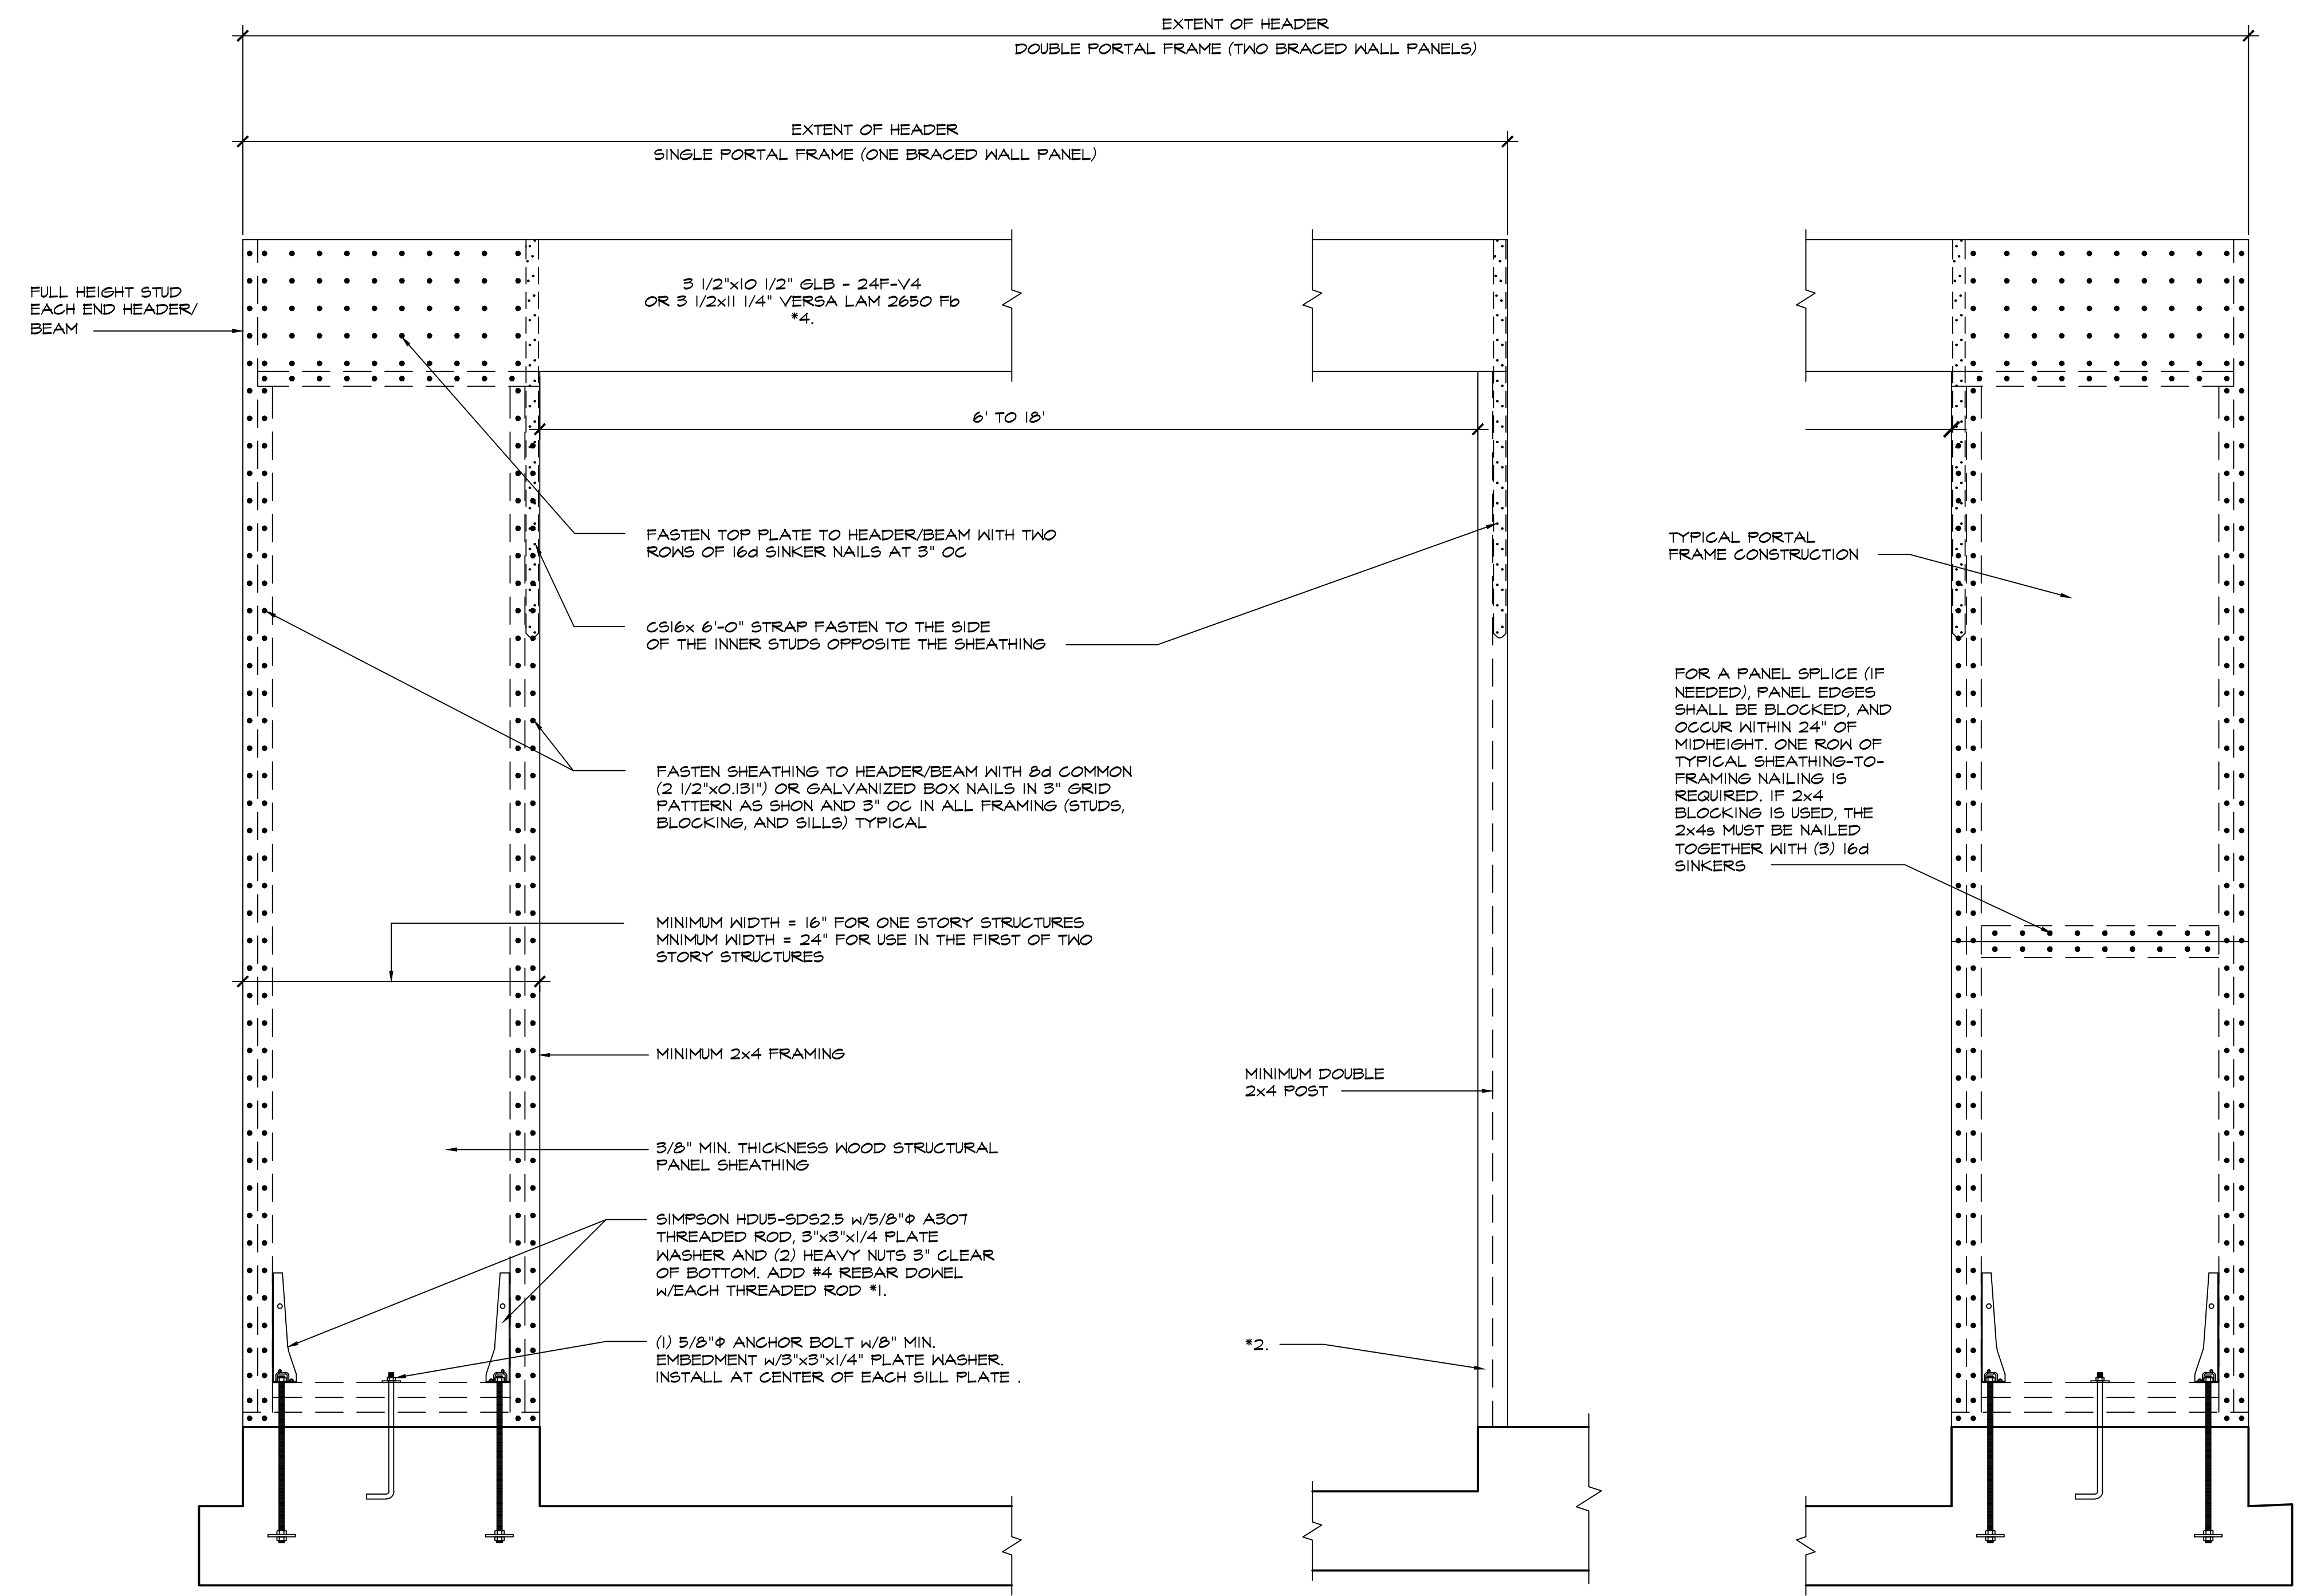 EXTENT OF HEADER
DOUBLE PORTAL FRAME (TWO BRACED WALL PANELS)
EXTENT OF HEADER
SINGLE PORTAL FRAME (ONE BRACED WALL PANEL)
FULL HEIGHT STUD
EACH END HEADER/
BEAM
3 1/2"x10 1/2" GLB - 24F-V4
OR 3 1/2x11 1/4" VERSA LAM 2650 Fb
*4.
6' TO 18'
FASTEN TOP PLATE TO HEADER/BEAM WITH TWO
ROWS OF 16d SINKER NAILS AT 3" OC
CS16x 6'-0" STRAP FASTEN TO THE SIDE
OF THE INNER STUDS OPPOSITE THE SHEATHING
FASTEN SHEATHING TO HEADER/BEAM WITH 8d COMMON
(2 1/2"x0.131") OR GALVANIZED BOX NAILS IN 3" GRID
PATTERN AS SHON AND 3" OC IN ALL FRAMING (STUDS,
BLOCKING, AND SILLS) TYPICAL
MINIMUM WIDTH = 16" FOR ONE STORY STRUCTURES
MNIMUM WIDTH = 24" FOR USE IN THE FIRST OF TWO
STORY STRUCTURES
MINIMUM 2x4 FRAMING
3/8" MIN. THICKNESS WOOD STRUCTURAL
PANEL SHEATHING
SIMPSON HDU5-SDS2.5 w/5/8"Φ A307
THREADED ROD, 3"x3"x1/4 PLATE
WASHER AND (2) HEAVY NUTS 3" CLEAR
OF BOTTOM. ADD #4 REBAR DOWEL
w/EACH THREADED ROD *1.
(1) 5/8"Φ ANCHOR BOLT w/8" MIN.
EMBEDMENT w/3"x3"x1/4" PLATE WASHER.
INSTALL AT CENTER OF EACH SILL PLATE .
MINIMUM DOUBLE
2x4 POST
*2.
TYPICAL PORTAL
FRAME CONSTRUCTION
FOR A PANEL SPLICE (IF
NEEDED), PANEL EDGES
SHALL BE BLOCKED, AND
OCCUR WITHIN 24" OF
MIDHEIGHT. ONE ROW OF
TYPICAL SHEATHING-TO-
FRAMING NAILING IS
REQUIRED. IF 2x4
BLOCKING IS USED, THE
2x4s MUST BE NAILED
TOGETHER WITH (3) 16d
SINKERS